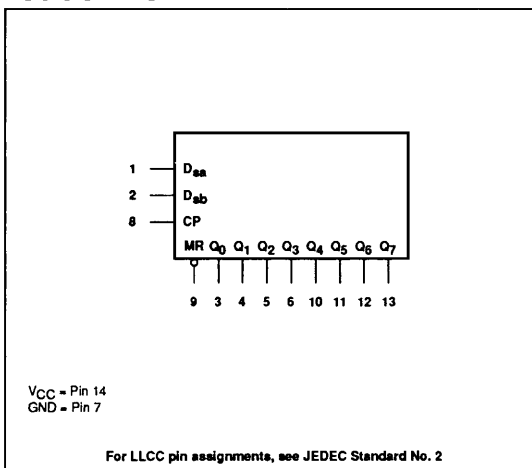 1 Dsa
2 Dsb
8 CP
MR Q0 Q1 Q2 Q3 Q4 Q5 Q6 Q7
9 3 4 5 6 10 11 12 13
VCC = Pin 14
GND = Pin 7
For LLCC pin assignments, see JEDEC Standard No. 2